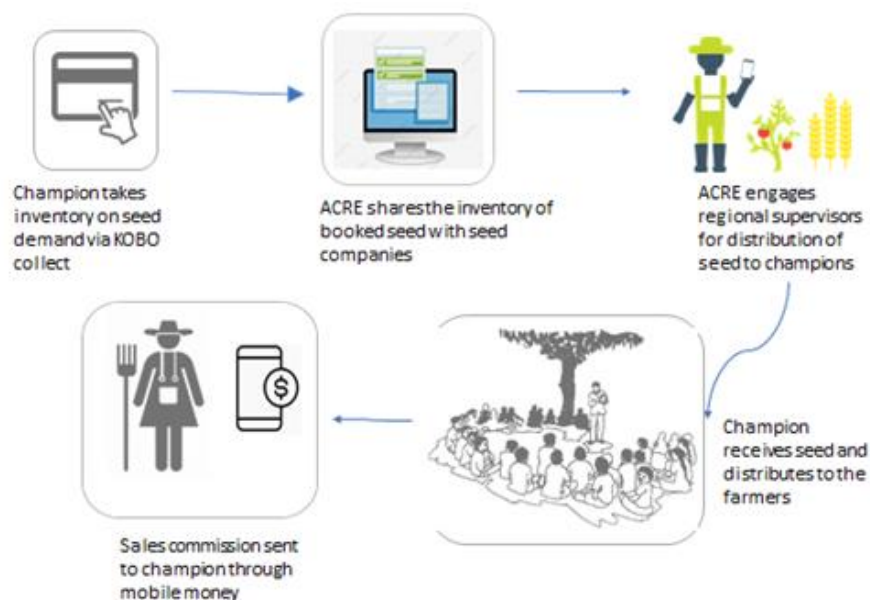 Champion takes
inventory on seed
demand via KOBO
collect
ACRE shares the inventory of
booked seed with seed
companies
ACRE engages
regional supervisors
for distribution of
seed to champions
Champion
receives seed and
distributes to the
farmers
$
Sales commission sent
to champion through
mobile money